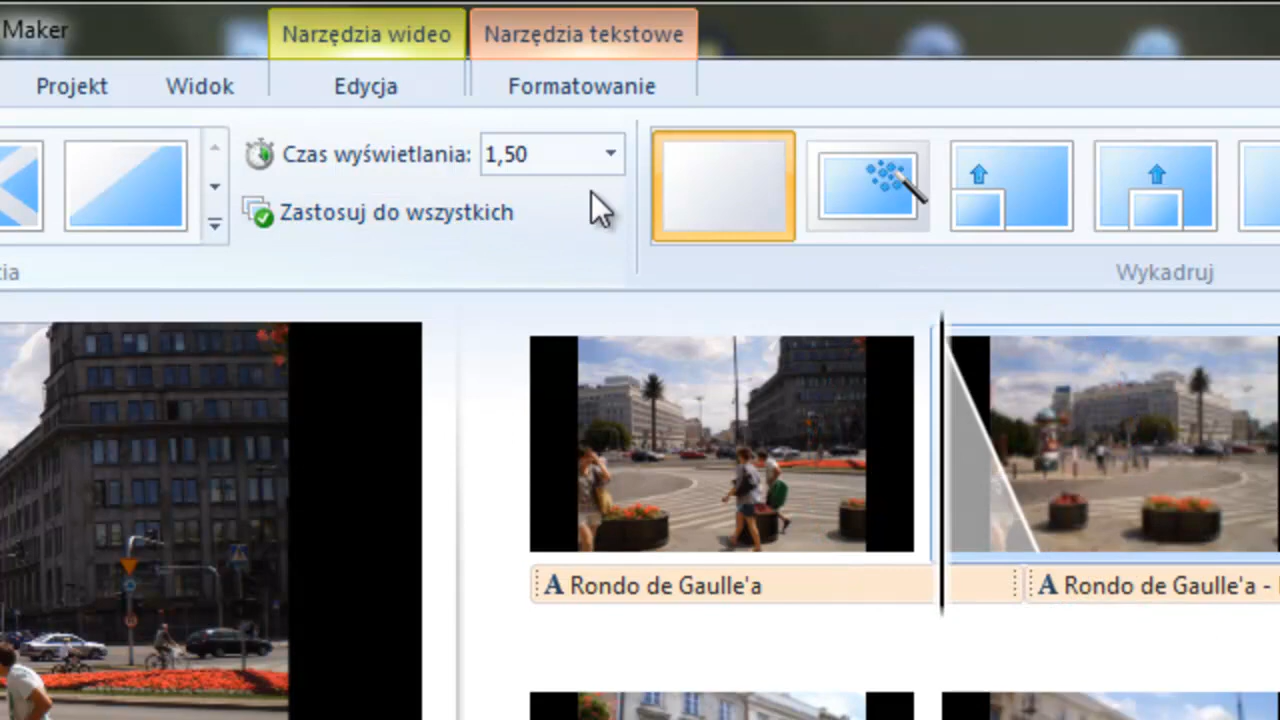 Maker
Narzędzia wideo
Narzędzia tekstowe
Projekt
Widok
Edycja
Formatowanie
Czas wyświetlania: 1,50
Zastosuj do wszystkich
Wykadruj
A Rondo de Gaulle'a
A Rondo de Gaulle'a -